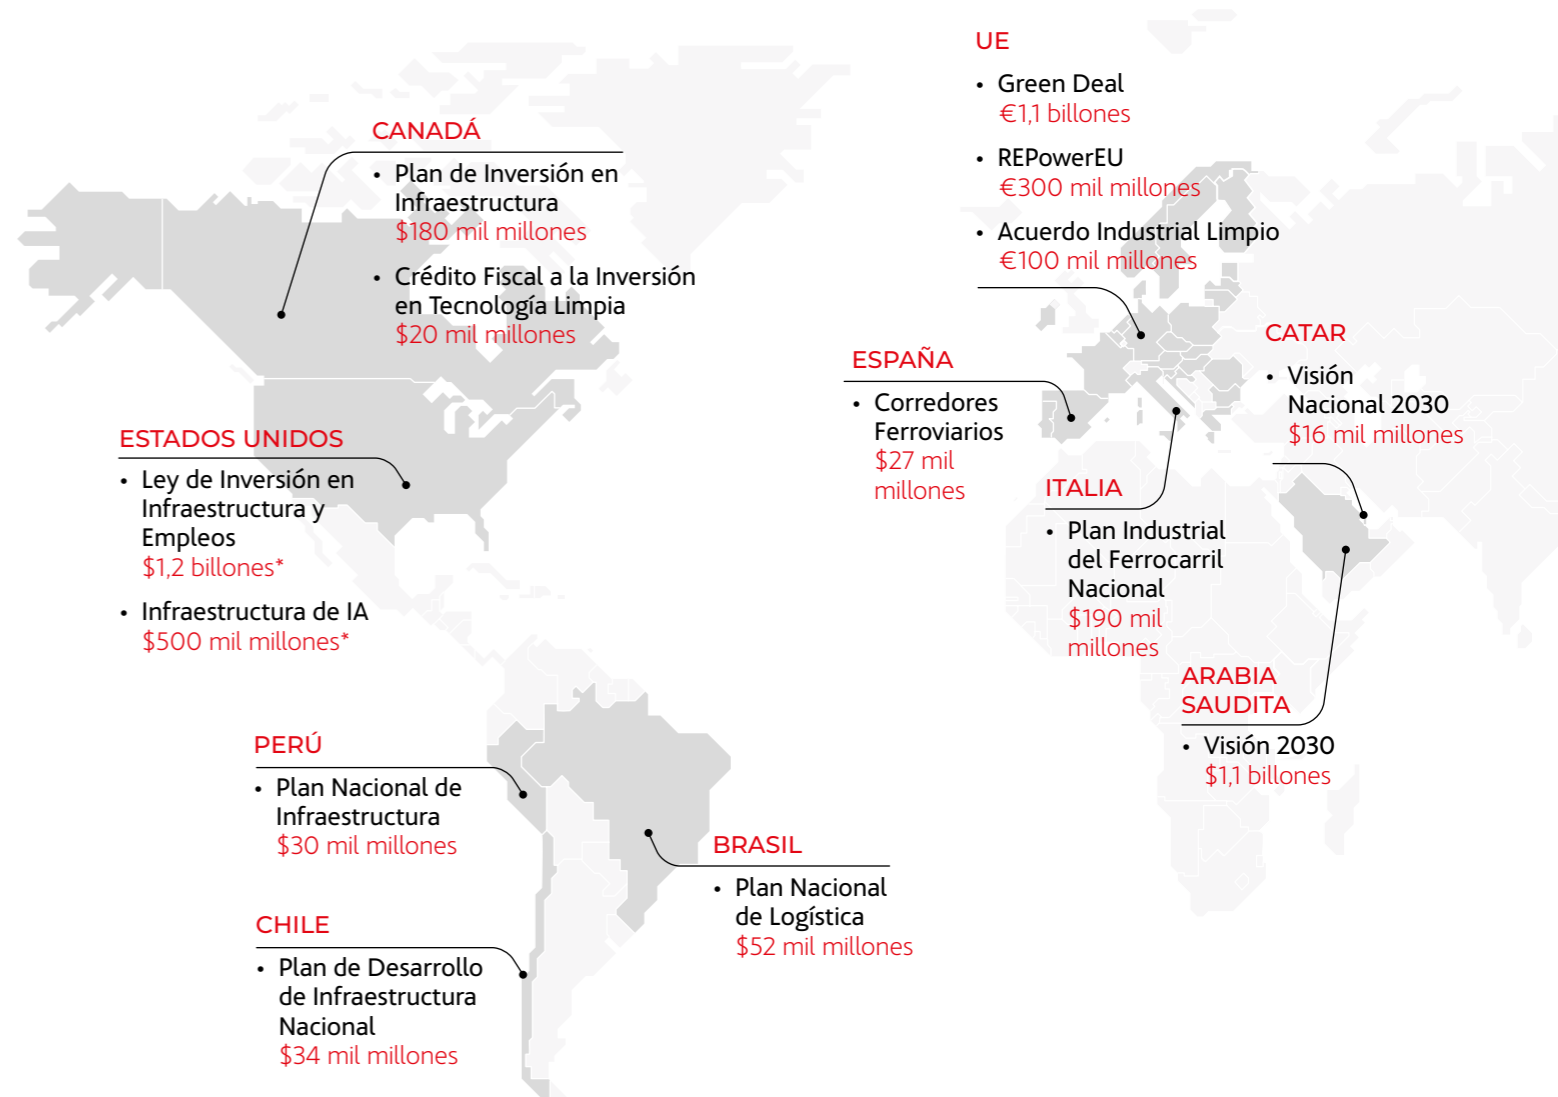 CANADÁ
• Plan de Inversión en
Infraestructura
$180 mil millones
• Crédito Fiscal a la Inversión
en Tecnología Limpia
$20 mil millones
ESTADOS UNIDOS
• Ley de Inversión en
Infraestructura y
Empleos
$1,2 billones*
• Infraestructura de IA
$500 mil millones*
PERÚ
• Plan Nacional de
Infraestructura
$30 mil millones
CHILE
• Plan de Desarrollo
de Infraestructura
Nacional
$34 mil millones
BRASIL
• Plan Nacional
de Logística
$52 mil millones
UE
• Green Deal
€1,1 billones
• REPowerEU
€300 mil millones
• Acuerdo Industrial Limpio
€100 mil millones
ESPAÑA
• Corredores
Ferroviarios
$27 mil
millones
ITALIA
• Plan Industrial
del Ferrocarril
Nacional
$190 mil
millones
CATAR
• Visión
Nacional 2030
$16 mil millones
ARABIA
SAUDITA
• Visión 2030
$1,1 billones